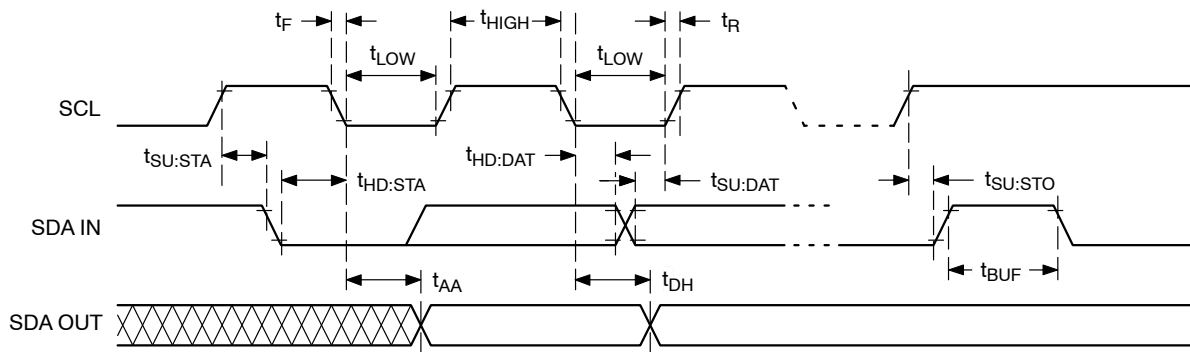 tF
tHIGH
tR
tLOW
tLOW
SCL
tSU:STA
tHD:DAT
tHD:STA
tSU:DAT
tSU:STO
SDA IN
tAA
tDH
tBUF
SDA OUT